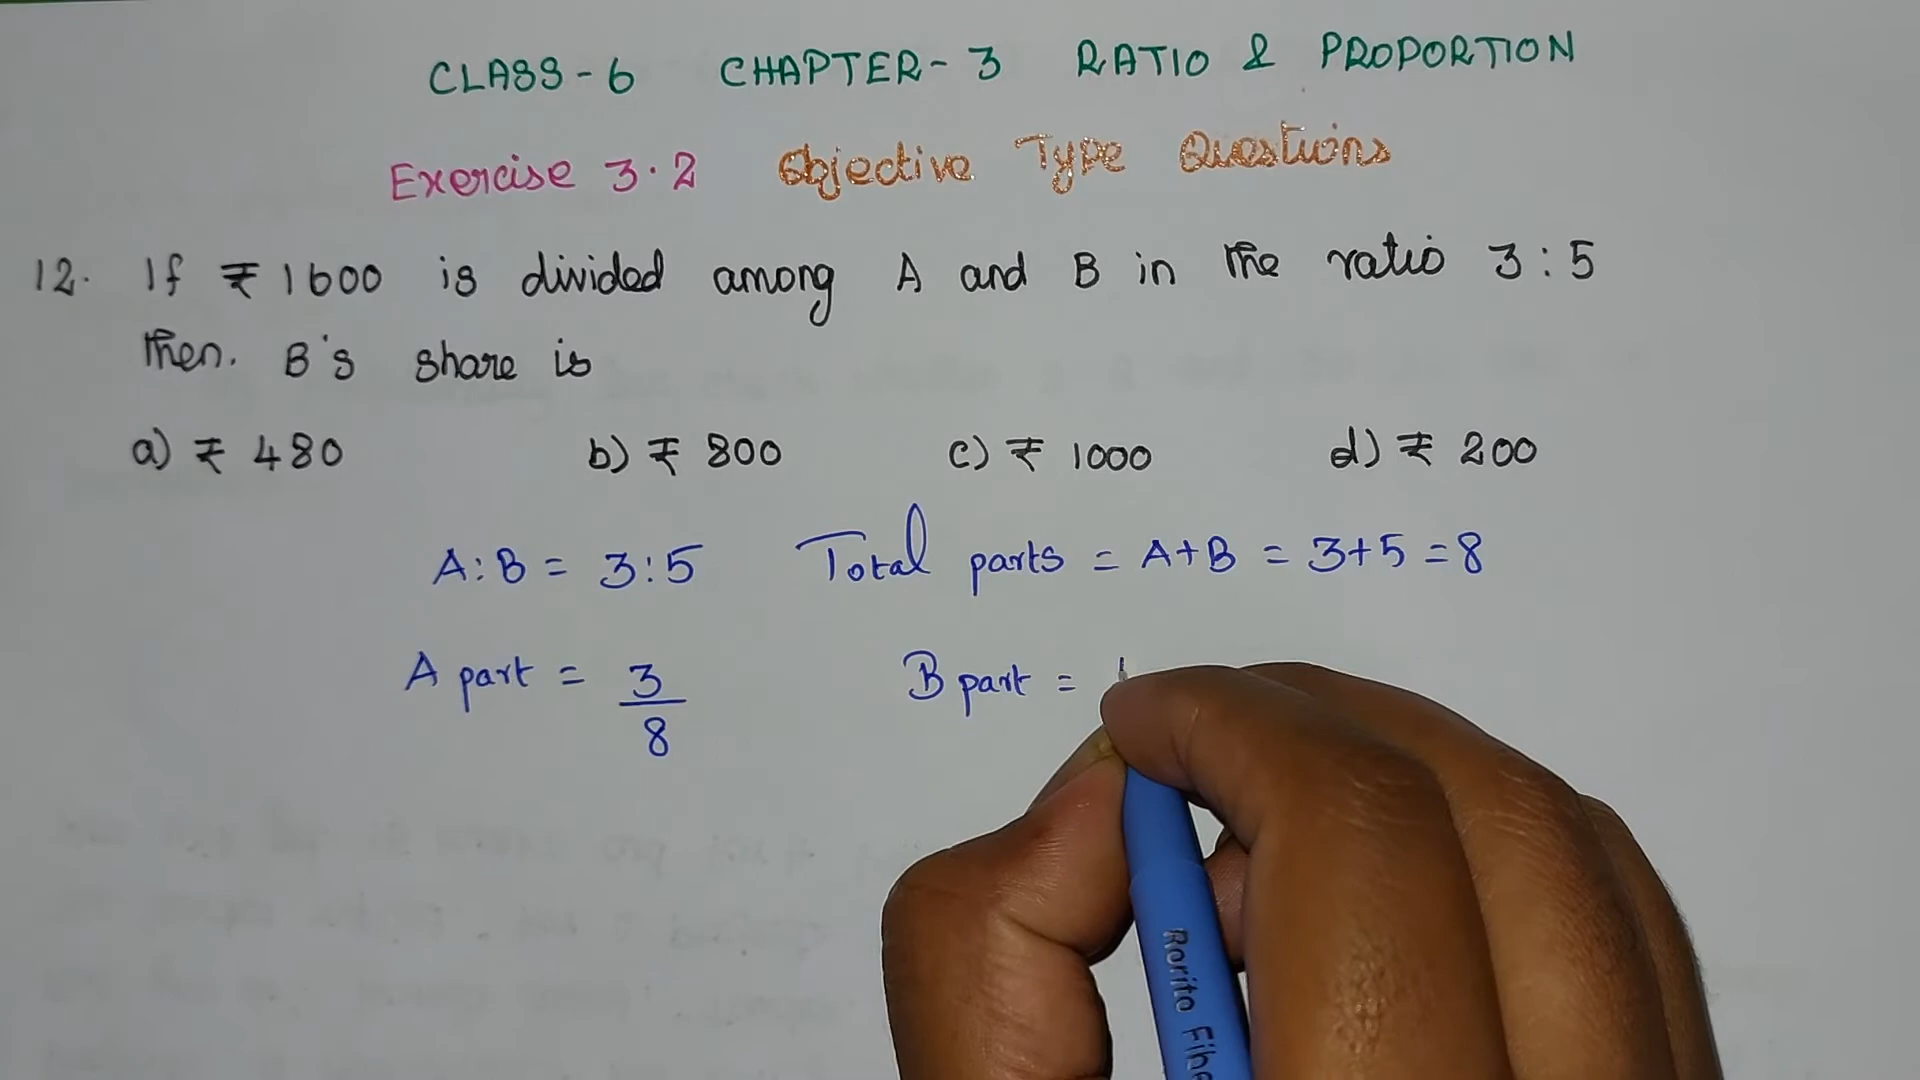 CLASS-6 CHAPTER-3 RATIO & PROPORTION
Exercise 3.2 Objective Type Questions
12. If ₹ 1600 is divided among A and B in the ratio 3:5
then. B's share is
a) ₹ 480 b) ₹ 800 c) ₹ 1000 d) ₹ 200
A:B = 3:5 Total parts = A+B = 3+5 = 8
A part = 3/8 B part =
Rorito